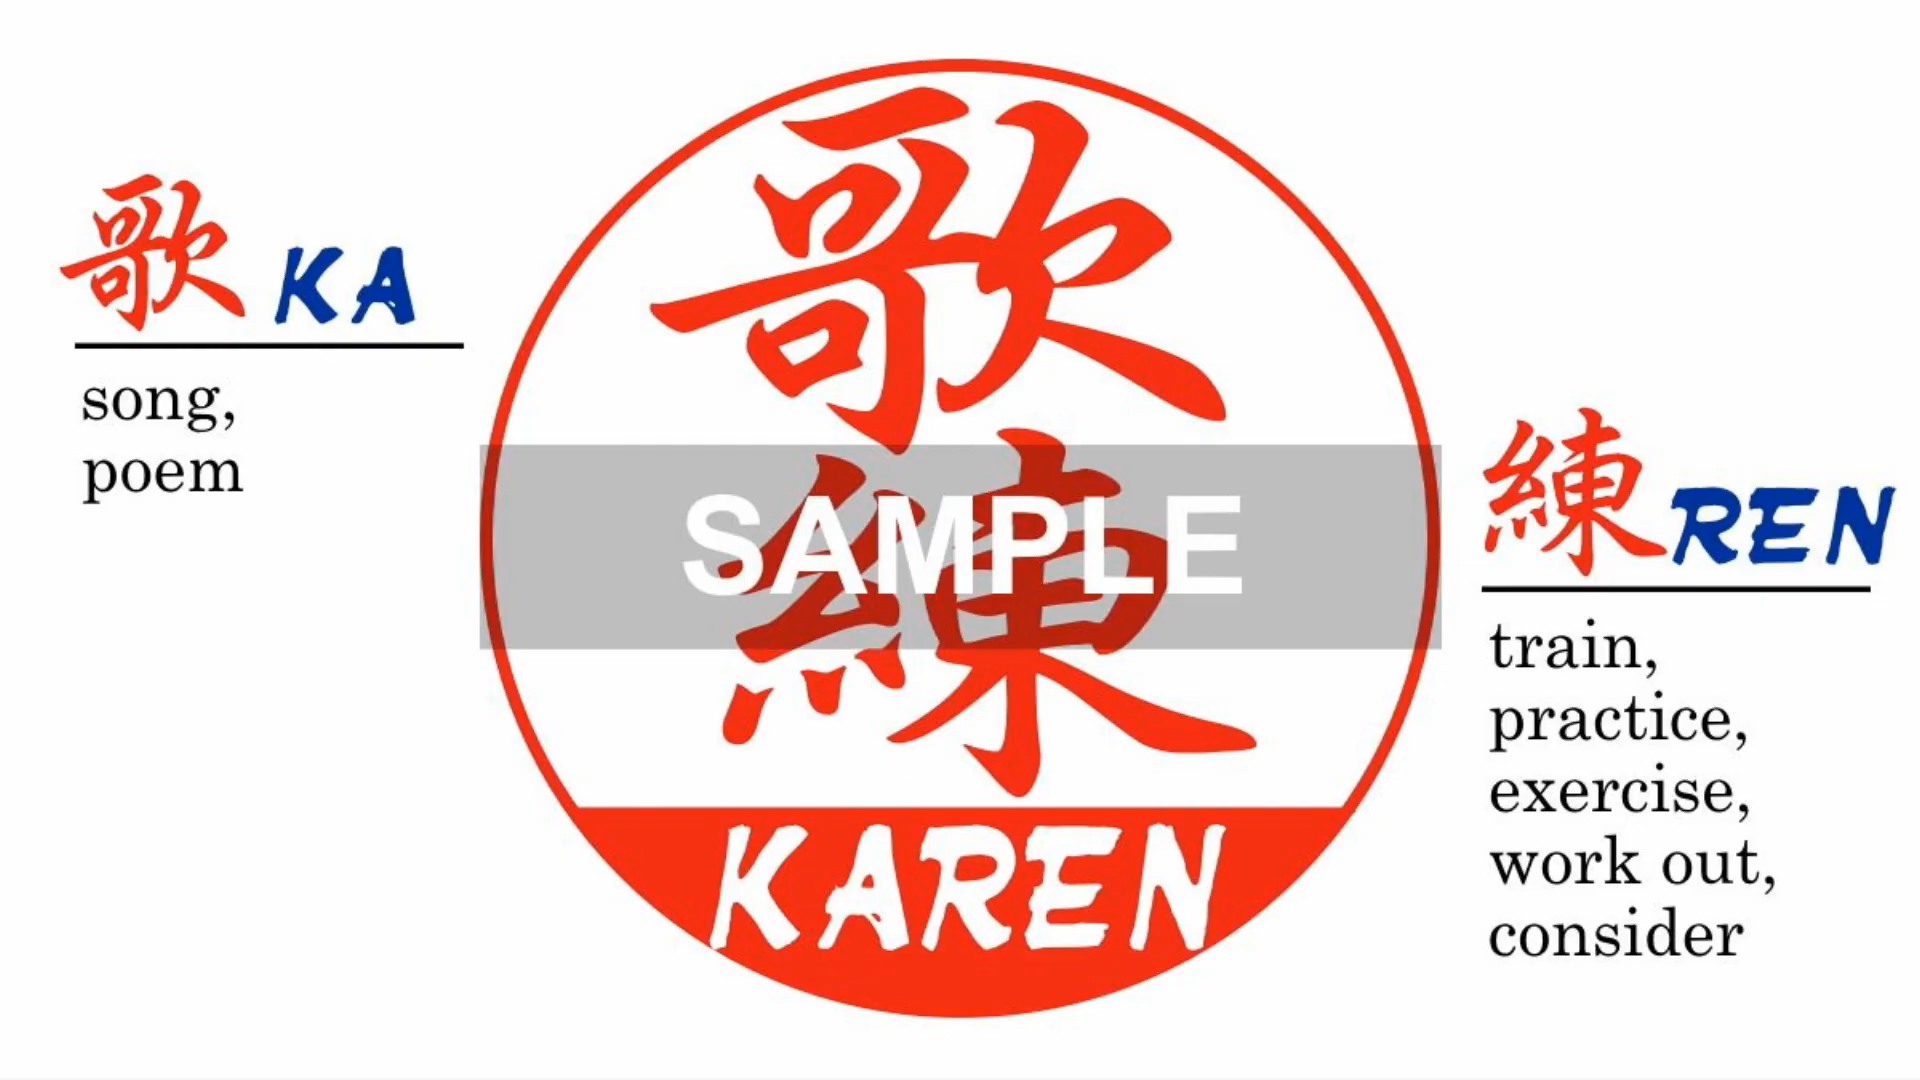 歌 KA
song,
poem
歌
練
SAMPLE
KAREN
練 REN
train,
practice,
exercise,
work out,
consider